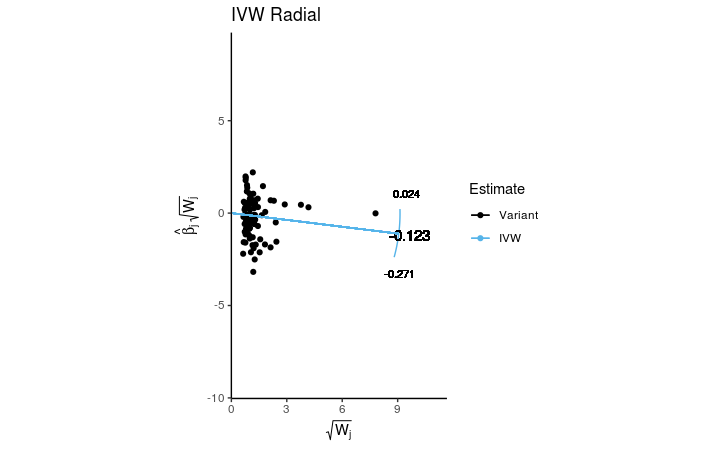 IVW Radial
β̂ⱼ√Wⱼ
5
0
-5
-10
0
3
6
9
√Wⱼ
0.024
-0.123
-0.271
Estimate
Variant
IVW